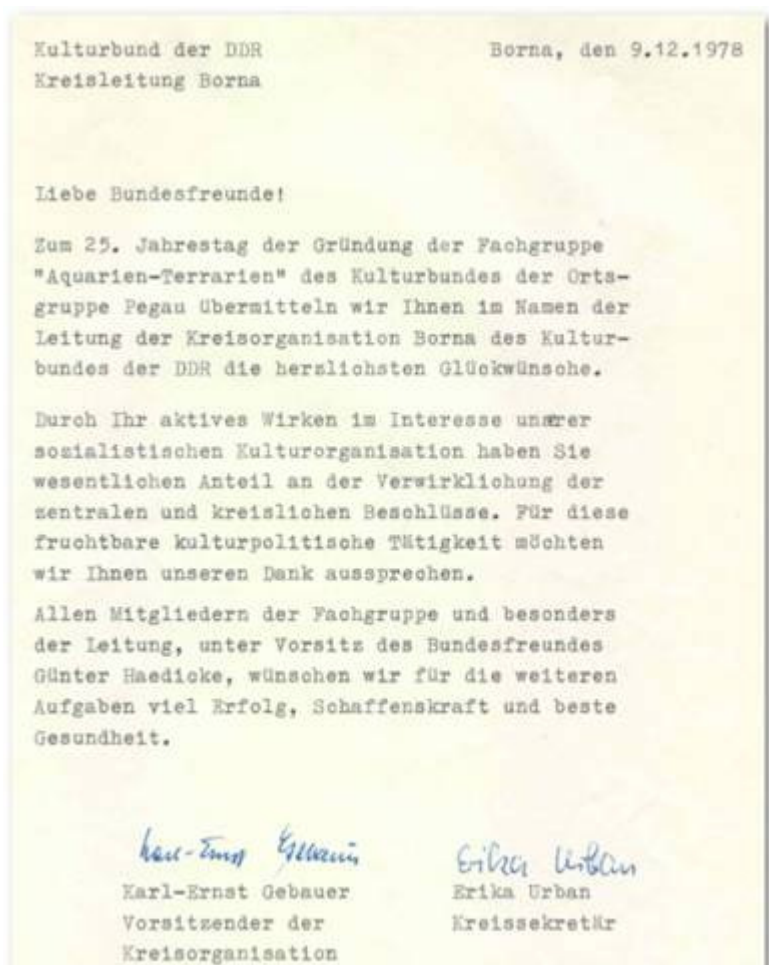 Kulturbund der DDR Borna, den 9.12.1978
Kreisleitung Borna
Liebe Bundesfreunde!
Zum 25. Jahrestag der Gründung der Fachgruppe
"Aquarien-Terrarien" des Kulturbundes der Orts-
gruppe Pegau übermitteln wir Ihnen im Namen der
Leitung der Kreisorganisation Borna des Kultur-
bundes der DDR die herzlichsten Glückwünsche.
Durch Ihr aktives Wirken im Interesse unserer
sozialistischen Kulturorganisation haben Sie
wesentlichen Anteil an der Verwirklichung der
zentralen und kreislichen Beschlüsse. Für diese
fruchtbare kulturpolitische Tätigkeit möchten
wir Ihnen unseren Dank aussprechen.
Allen Mitgliedern der Fachgruppe und besonders
der Leitung, unter Vorsitz des Bundesfreundes
Günter Haedicke, wünschen wir für die weiteren
Aufgaben viel Erfolg, Schaffenskraft und beste
Gesundheit.
Karl-Ernst Gebauer Erika Urban
Karl-Ernst Gebauer Erika Urban
Vorsitzender der Kreissekretär
Kreisorganisation